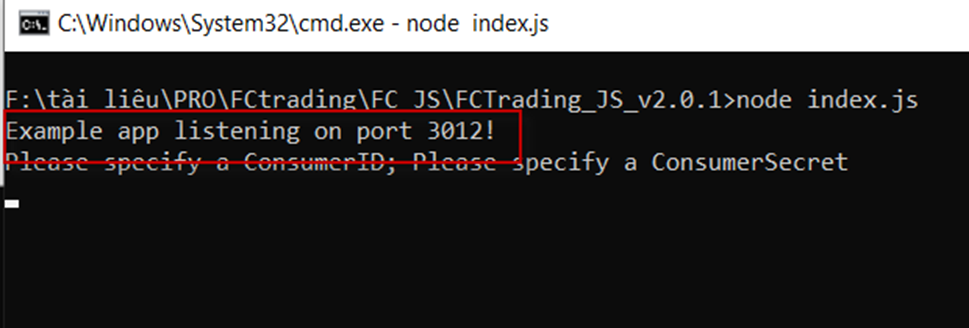 C:\Windows\System32\cmd.exe - node  index.js
F:\tài liêu\PRO\FCtrading\FC JS\FCTrading_JS_v2.0.1>node index.js
Example app listening on port 3012!
Please specify a ConsumerID; Please specify a ConsumerSecret